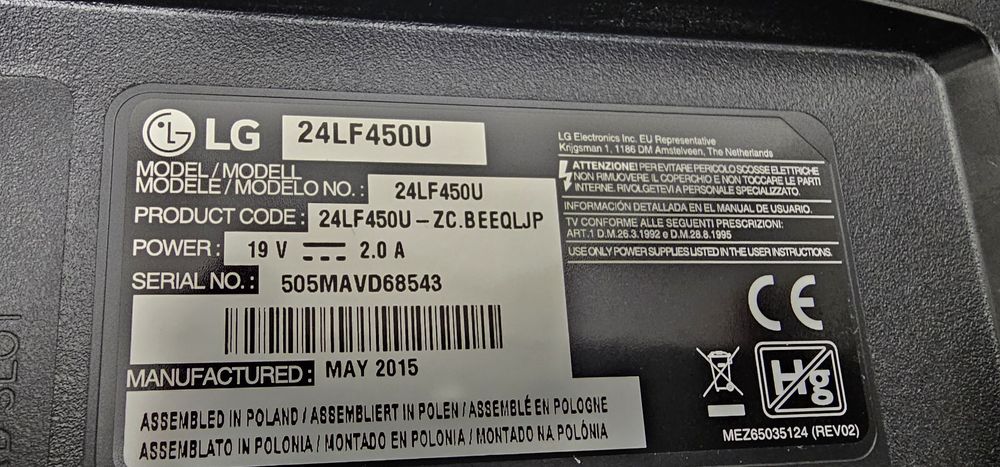 LG 24LF450U
MODEL / MODELL
MODELE / MODELO NO. : 24LF450U
PRODUCT CODE : 24LF450U-ZC.BEEQLJP
POWER : 19 V 2.0 A
SERIAL NO. : 505MAVD68543
MANUFACTURED : MAY 2015
ASSEMBLED IN POLAND / ASSEMBLIERT IN POLEN / ASSEMBLÉ EN POLOGNE
ASSEMBLATO IN POLONIA / MONTADO EN POLONIA / MONTADO NA POLÓNIA
LG Electronics Inc. EU Representative
Krijgsman 1, 1186 DM Amstelveen, The Netherlands
ATTENZIONE! PER EVITARE PERICOLO SCOSSE ELETTRICHE
NON RIMUOVERE IL COPERCHIO E NON TOCCARE LE PARTI
INTERNE. RIVOLGETEVI A PERSONALE SPECIALIZZATO.
INFORMACIÓN DETALLADA EN EL MANUAL DE USUARIO.
TV CONFORME ALLE SEGUENTI PRESCRIZIONI:
ART.1 D.M.26.3.1992 e D.M.28.8.1995
USE ONLY POWER SUPPLIES LISTED IN THE USER INSTRUCTIONS.
CE
Hg
MEZ65035124 (REV02)